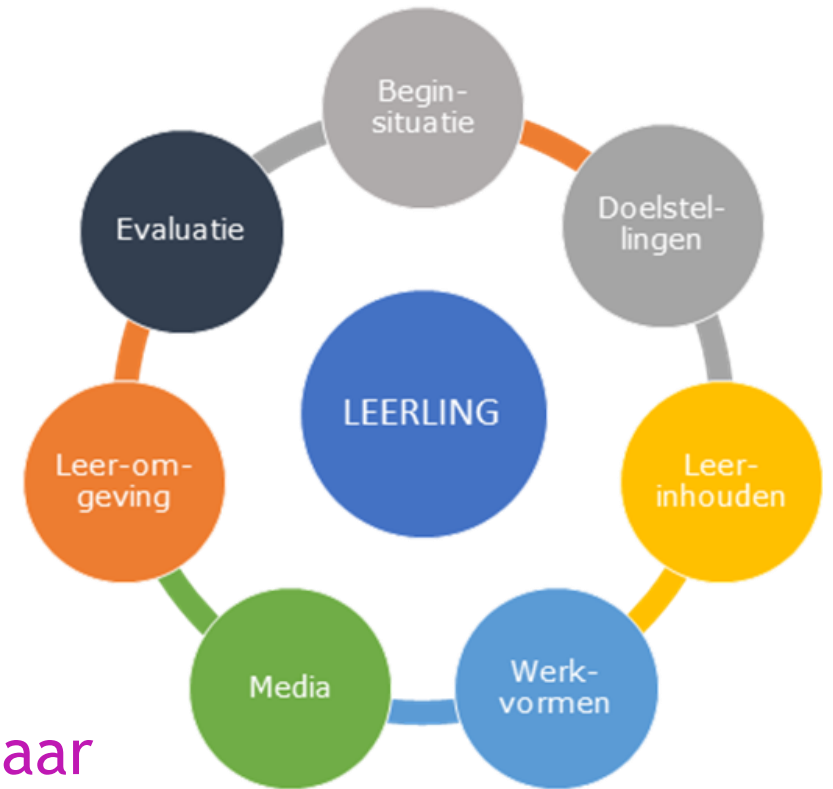 Begin-
situatie
Doelstel-
lingen
Leer-
inhouden
Werk-
vormen
Media
Leer-om-
geving
Evaluatie
LEERLING
aar